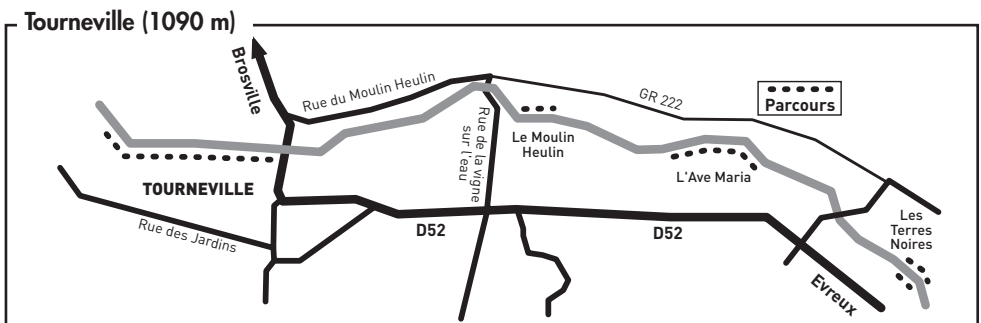 Tourneville (1090 m)
Brosville
Rue du Moulin Heulin
GR 222
Parcours
Rue de la vigne
sur l'eau
Le Moulin
Heulin
L'Ave Maria
TOURNEVILLE
Rue des Jardins
D52
D52
Les
Terres
Noires
Evreux